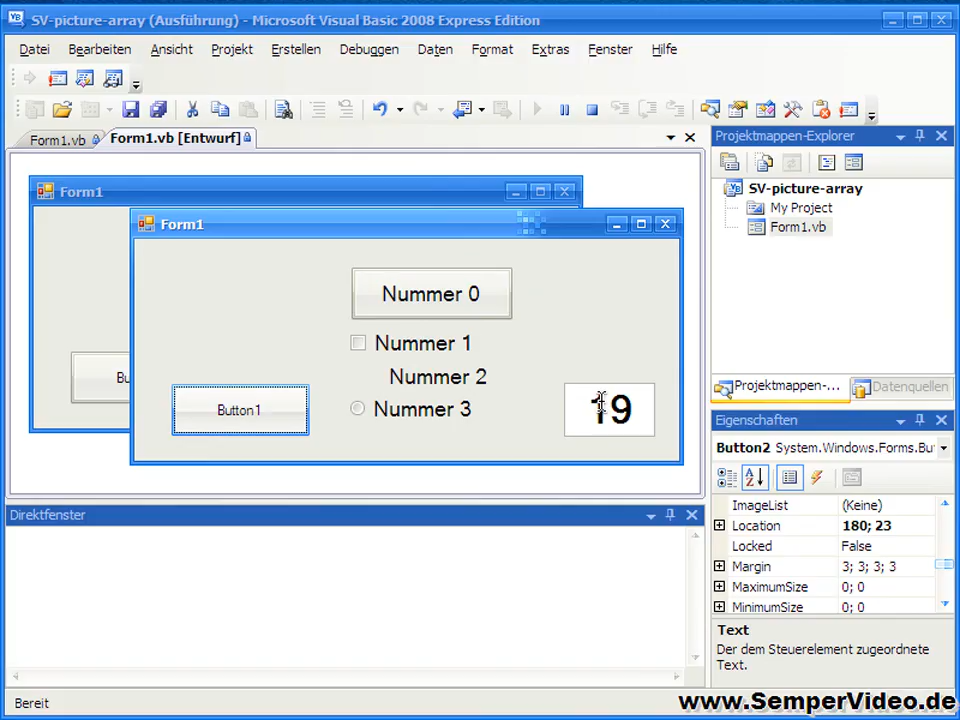 SV-picture-array (Ausführung) - Microsoft Visual Basic 2008 Express Edition
Datei Bearbeiten Ansicht Projekt Erstellen Debuggen Daten Format Extras Fenster Hilfe
Form1.vb Form1.vb [Entwurf]
Form1
Form1
Nummer 0
Nummer 1
Nummer 2
Nummer 3
Button1
19
Direktfenster
Projektmappen-Explorer
SV-picture-array
My Project
Form1.vb
Projektmappen-... Datenquellen
Eigenschaften
Button2 System.Windows.Forms.Bu
ImageList (Keine)
Location 180; 23
Locked False
Margin 3; 3; 3; 3
MaximumSize 0; 0
MinimumSize 0; 0
Text
Der dem Steuerelement zugeordnete
Text.
Bereit
www.SemperVideo.de